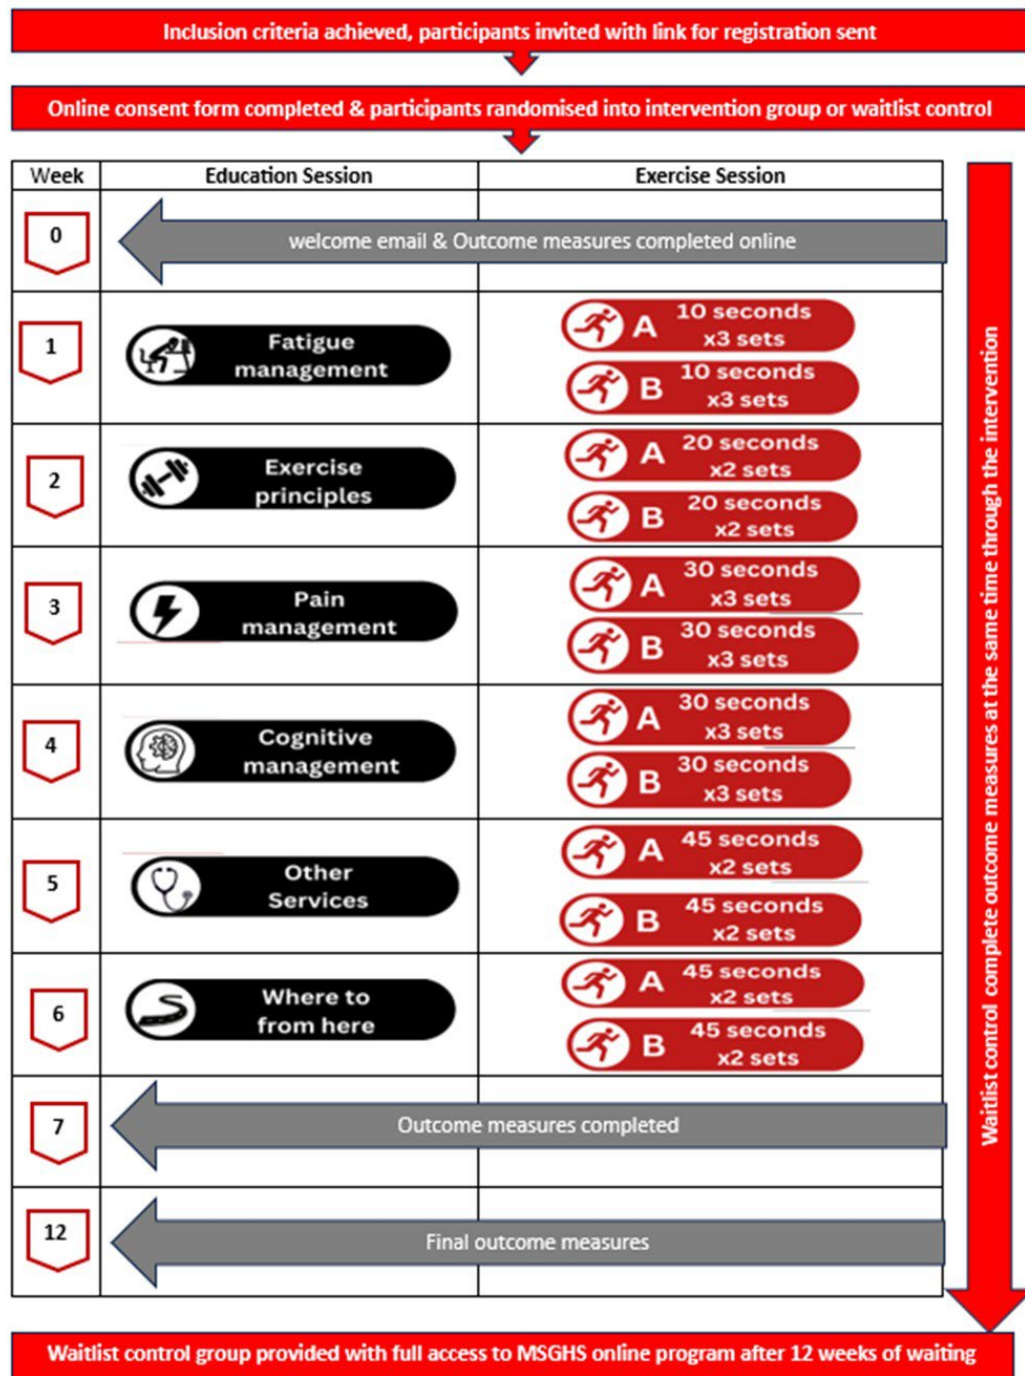 Inclusion criteria achieved, participants invited with link for registration sent
Online consent form completed & participants randomised into intervention group or waitlist control
Week Education Session Exercise Session
0 welcome email & Outcome measures completed online
1
Fatigue
management
A 10 seconds
x3 sets
B 10 seconds
x3 sets
2
Exercise
principles
A 20 seconds
x2 sets
B 20 seconds
x2 sets
3
Pain
management
A 30 seconds
x3 sets
B 30 seconds
x3 sets
4
Cognitive
management
A 30 seconds
x3 sets
B 30 seconds
x3 sets
5
Other
Services
A 45 seconds
x2 sets
B 45 seconds
x2 sets
6
Where to
from here
A 45 seconds
x2 sets
B 45 seconds
x2 sets
7 Outcome measures completed
12 Final outcome measures
Waitlist control complete outcome measures at the same time through the intervention
Waitlist control group provided with full access to MSGHS online program after 12 weeks of waiting